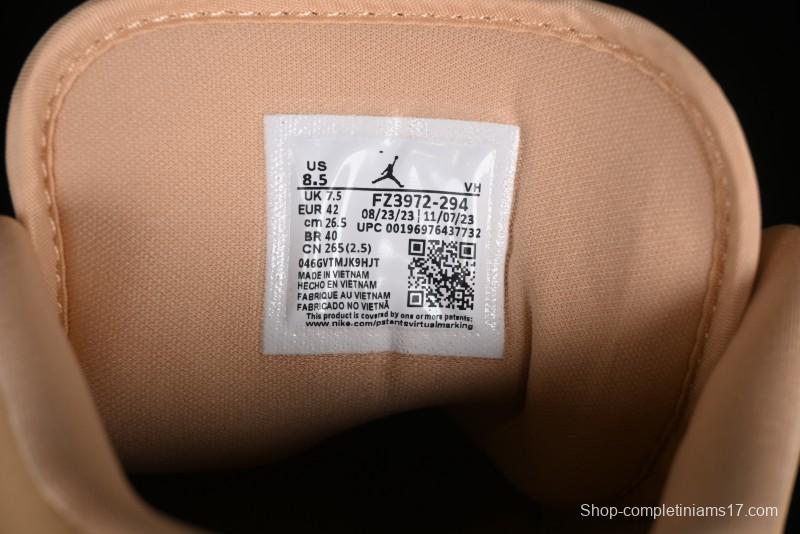 US
8.5
VH
UK 7.5
EUR 42
cm 26.5
BR 40
CN 265(2.5)
FZ3972-294
08/23/23 | 11/07/23
UPC 00196976437732
046GVTMJK9HJT
MADE IN VIETNAM
HECHO EN VIETNAM
FABRIQUE AU VIETNAM
FABRICADO NO VIETNÃ
This product is covered by one or more patents:
www.nike.com/patentsvirtualmarking
Shop-completiniams17.com